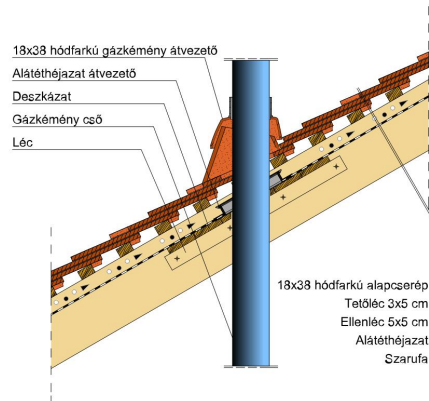 18x38 hódfarkú gázkémény átvezető
Alátéthéjazat átvezető
Deszkázat
Gázkémény cső
Léc
18x38 hódfarkú alapcserép
Tetőléc 3x5 cm
Ellenléc 5x5 cm
Alátéthéjazat
Szarufa